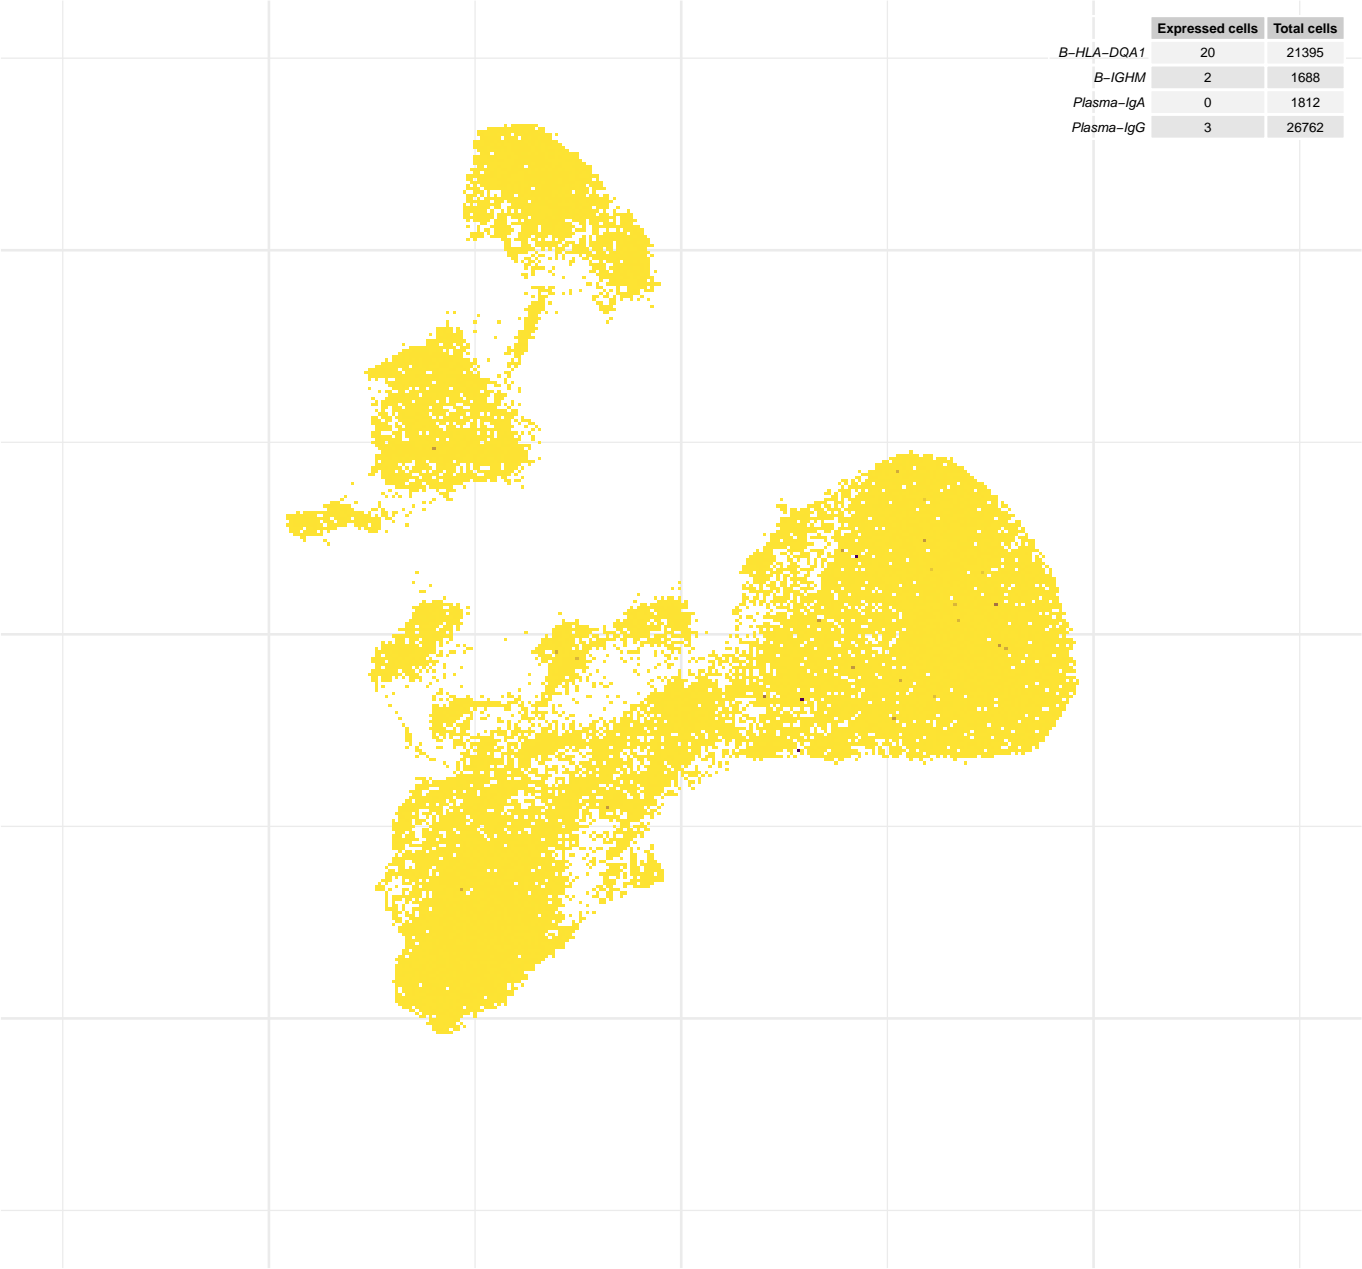 Expressed cells Total cells
B−HLA−DQA1 20 21395
B−IGHM 2 1688
Plasma−IgA 0 1812
Plasma−IgG 3 26762